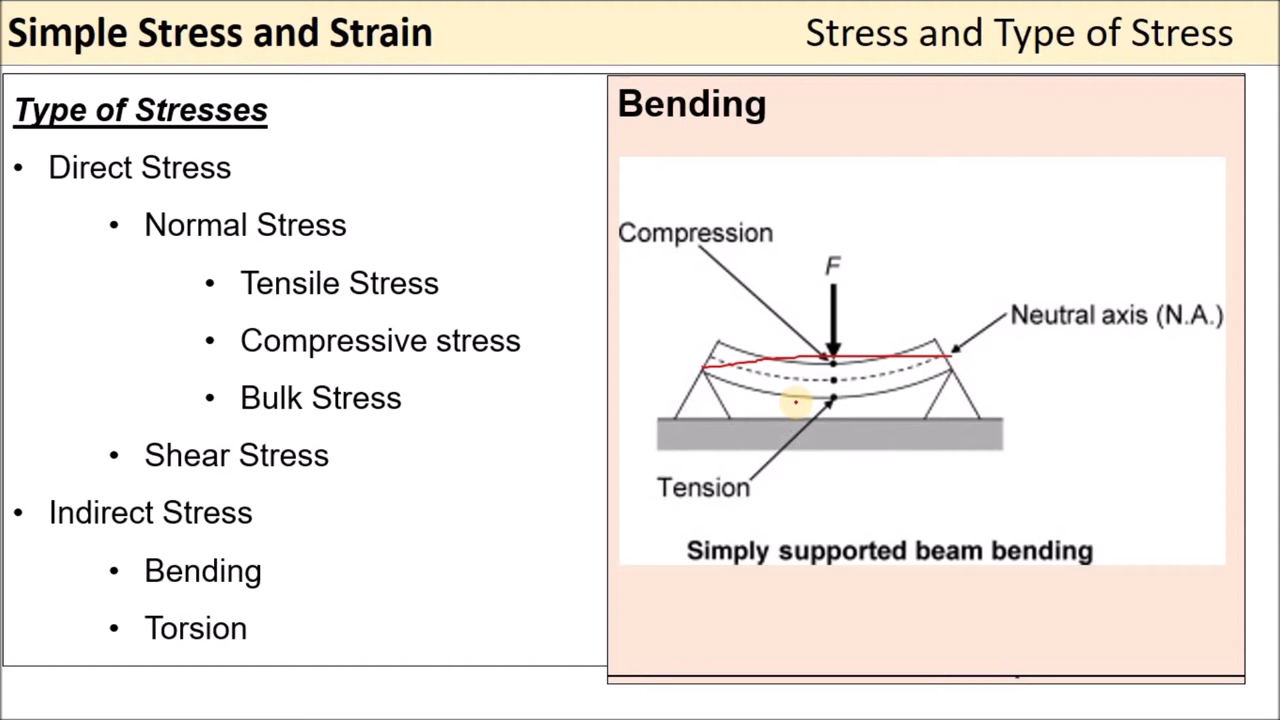 Simple Stress and Strain
Stress and Type of Stress
Type of Stresses
• Direct Stress
• Normal Stress
• Tensile Stress
• Compressive stress
• Bulk Stress
• Shear Stress
• Indirect Stress
• Bending
• Torsion
Bending
Compression
F
Neutral axis (N.A.)
Tension
Simply supported beam bending